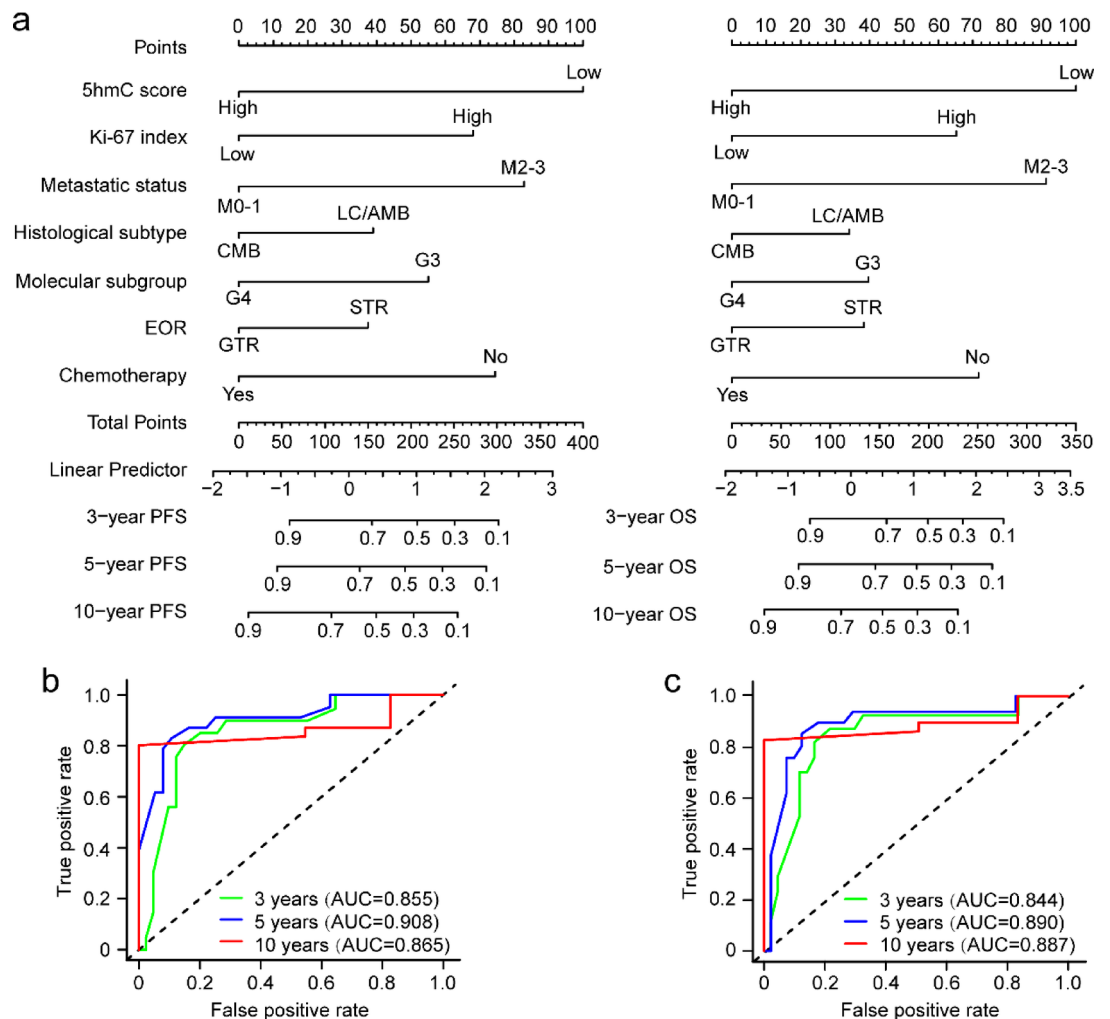 a
Points 0 10 20 30 40 50 60 70 80 90 100 0 10 20 30 40 50 60 70 80 90 100
Low Low
5hmC score
High High
High High
Ki-67 index
Low Low
M2-3 M2-3
Metastatic status
M0-1 M0-1
LC/AMB LC/AMB
Histological subtype
CMB CMB
G3 G3
Molecular subgroup
G4 G4
STR STR
EOR
GTR GTR
No No
Chemotherapy
Yes Yes
Total Points
0 50 100 150 200 250 300 350 400 0 50 100 150 200 250 300 350
Linear Predictor
−2 −1 0 1 2 3 −2 −1 0 1 2 3 3.5
3−year PFS 3−year OS
0.9 0.7 0.5 0.3 0.1 0.9 0.7 0.5 0.3 0.1
5−year PFS 5−year OS
0.9 0.7 0.5 0.3 0.1 0.9 0.7 0.5 0.3 0.1
10−year PFS 10−year OS
0.9 0.7 0.5 0.3 0.1 0.9 0.7 0.5 0.3 0.1
b
True positive rate
1.0
0.8
0.6
0.4
0.2
0
3 years (AUC=0.855)
5 years (AUC=0.908)
10 years (AUC=0.865)
0 0.2 0.4 0.6 0.8 1.0
False positive rate
c
True positive rate
1.0
0.8
0.6
0.4
0.2
0
3 years (AUC=0.844)
5 years (AUC=0.890)
10 years (AUC=0.887)
0 0.2 0.4 0.6 0.8 1.0
False positive rate